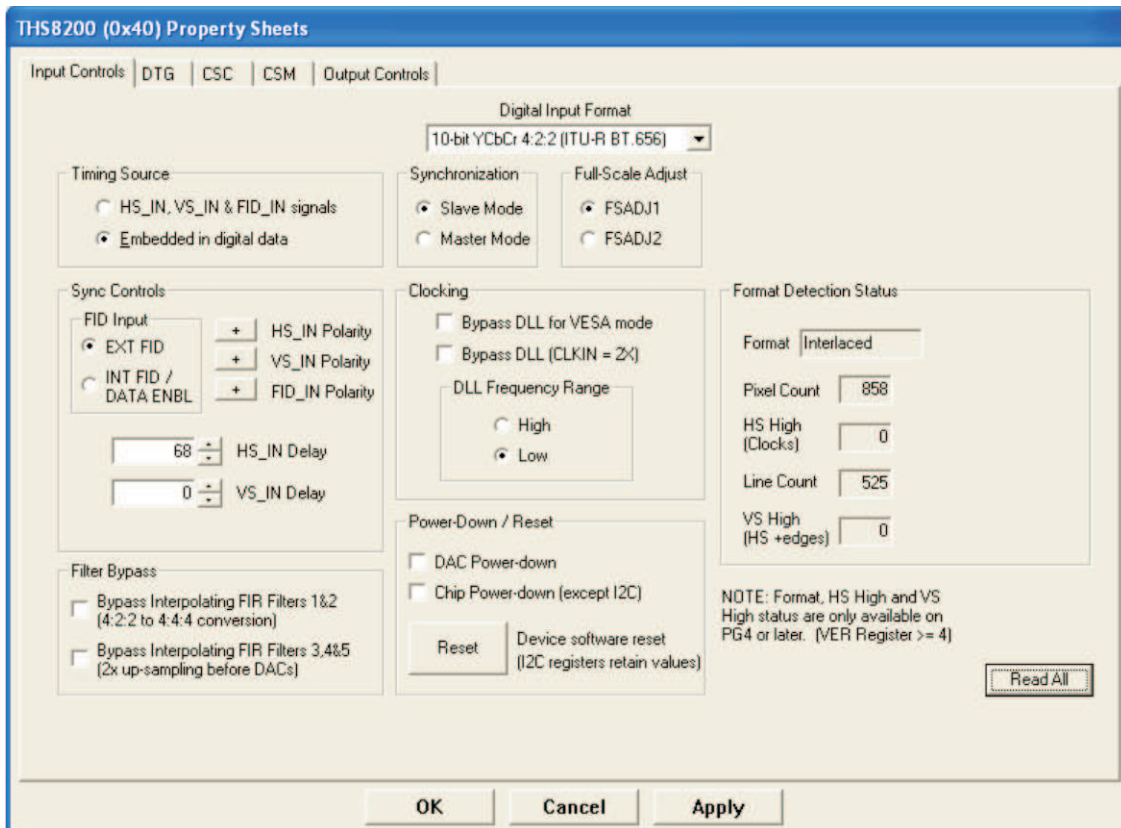 THS8200 (0x40) Property Sheets
Input Controls
DTG
CSC
CSM
Output Controls
Digital Input Format
10-bit YCbCr 4:2:2 (ITU-R BT.656)
Timing Source
HS_IN, VS_IN & FID_IN signals
Embedded in digital data
Synchronization
Slave Mode
Master Mode
Full-Scale Adjust
FSADJ1
FSADJ2
Sync Controls
FID Input
EXT FID
INT FID /
DATA ENBL
+ HS_IN Polarity
+ VS_IN Polarity
+ FID_IN Polarity
68 HS_IN Delay
0 VS_IN Delay
Clocking
Bypass DLL for VESA mode
Bypass DLL (CLKIN = 2X)
DLL Frequency Range
High
Low
Format Detection Status
Format Interlaced
Pixel Count 858
HS High
(Clocks) 0
Line Count 525
VS High
(HS +edges) 0
Filter Bypass
Bypass Interpolating FIR Filters 1&2
(4:2:2 to 4:4:4 conversion)
Bypass Interpolating FIR Filters 3,4&5
(2x up-sampling before DACs)
Power-Down / Reset
DAC Power-down
Chip Power-down (except I2C)
Reset
Device software reset
(I2C registers retain values)
NOTE: Format, HS High and VS
High status are only available on
PG4 or later. (VER Register >= 4)
Read All
OK
Cancel
Apply